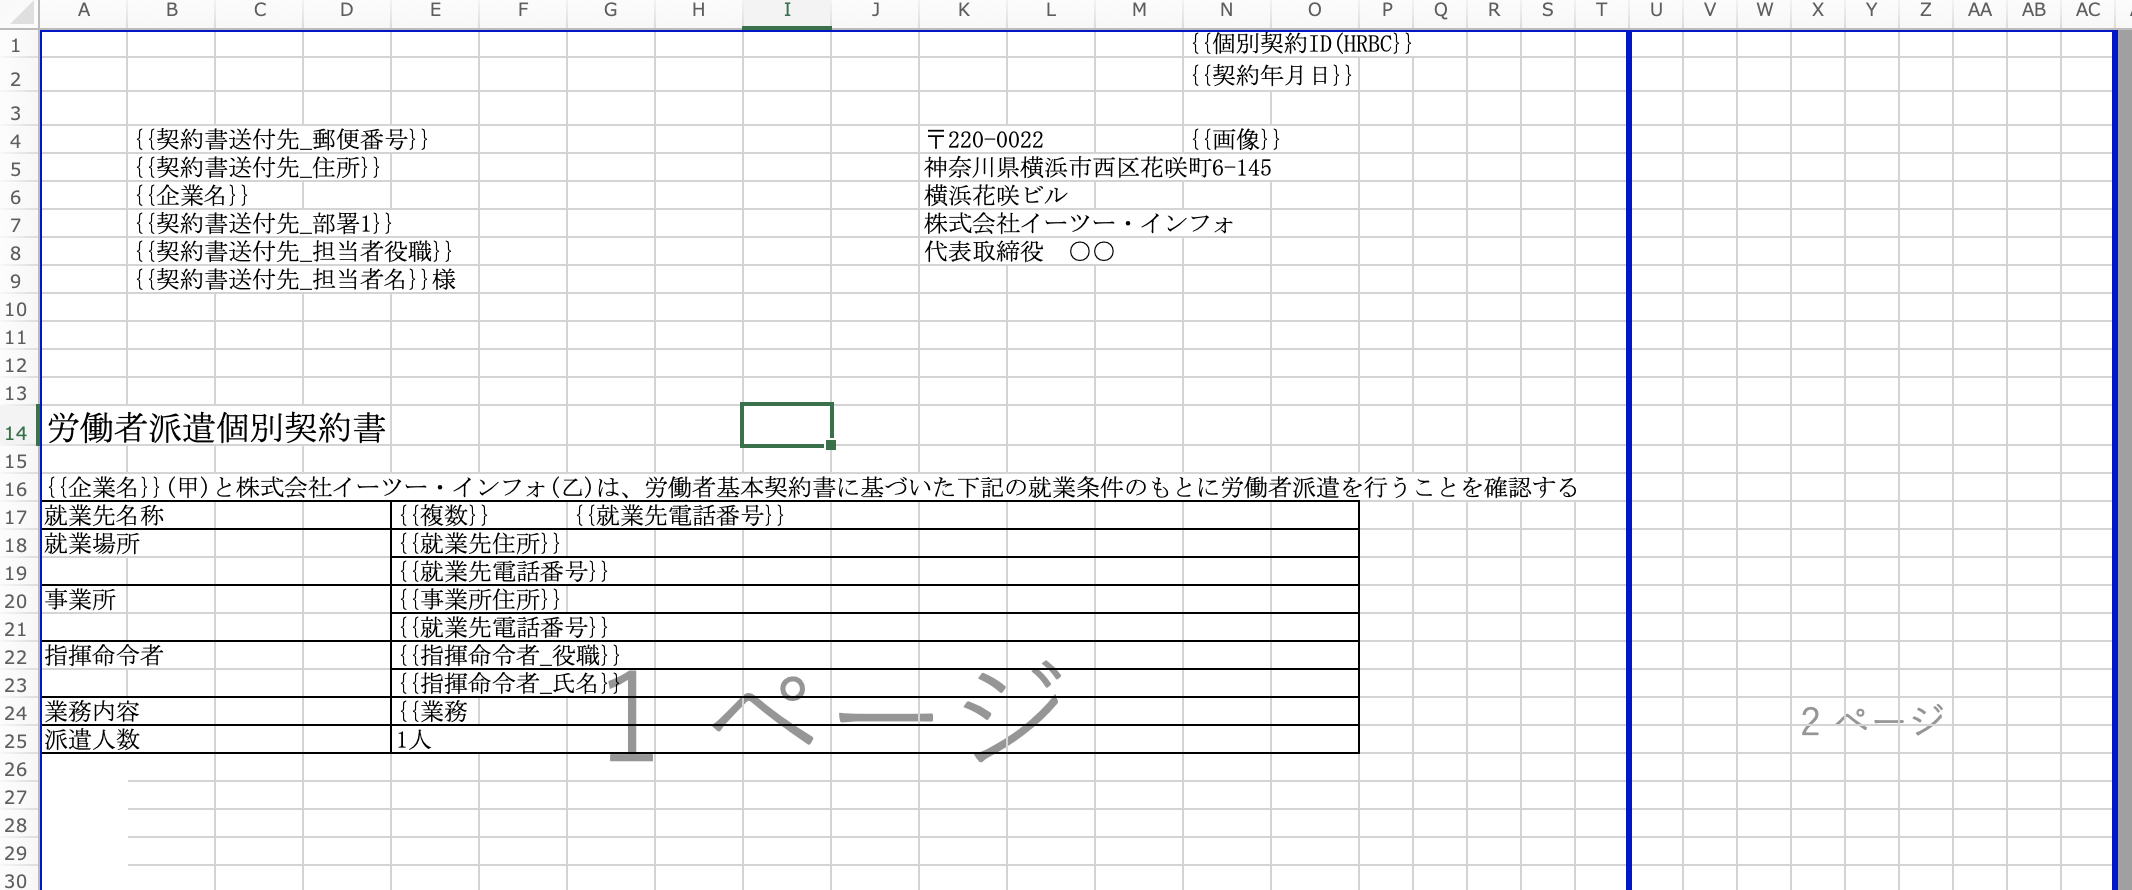 A B C D E F G H I J K L M N O P Q R S T U V W X Y Z AA AB AC
1 {{個別契約ID(HRBC}}
2 {{契約年月日}}
3
4 {{契約書送付先_郵便番号}} 〒220-0022 {{画像}}
5 {{契約書送付先_住所}} 神奈川県横浜市西区花咲町6-145
6 {{企業名}} 横浜花咲ビル
7 {{契約書送付先_部署1}} 株式会社イーツー・インフォ
8 {{契約書送付先_担当者役職}} 代表取締役　〇〇
9 {{契約書送付先_担当者名}}様
10
11
12
13
14 労働者派遣個別契約書
15
16 {{企業名}}(甲)と株式会社イーツー・インフォ(乙)は、労働者基本契約書に基づいた下記の就業条件のもとに労働者派遣を行うことを確認する
17 就業先名称 {{複数}} {{就業先電話番号}}
18 就業場所 {{就業先住所}}
19 {{就業先電話番号}}
20 事業所 {{事業所住所}}
21 {{就業先電話番号}}
22 指揮命令者 {{指揮命令者_役職}}
23 {{指揮命令者_氏名}}
24 業務内容 {{業務
25 派遣人数 1人
26
27
28
29
30
1 ページ
2 ページ